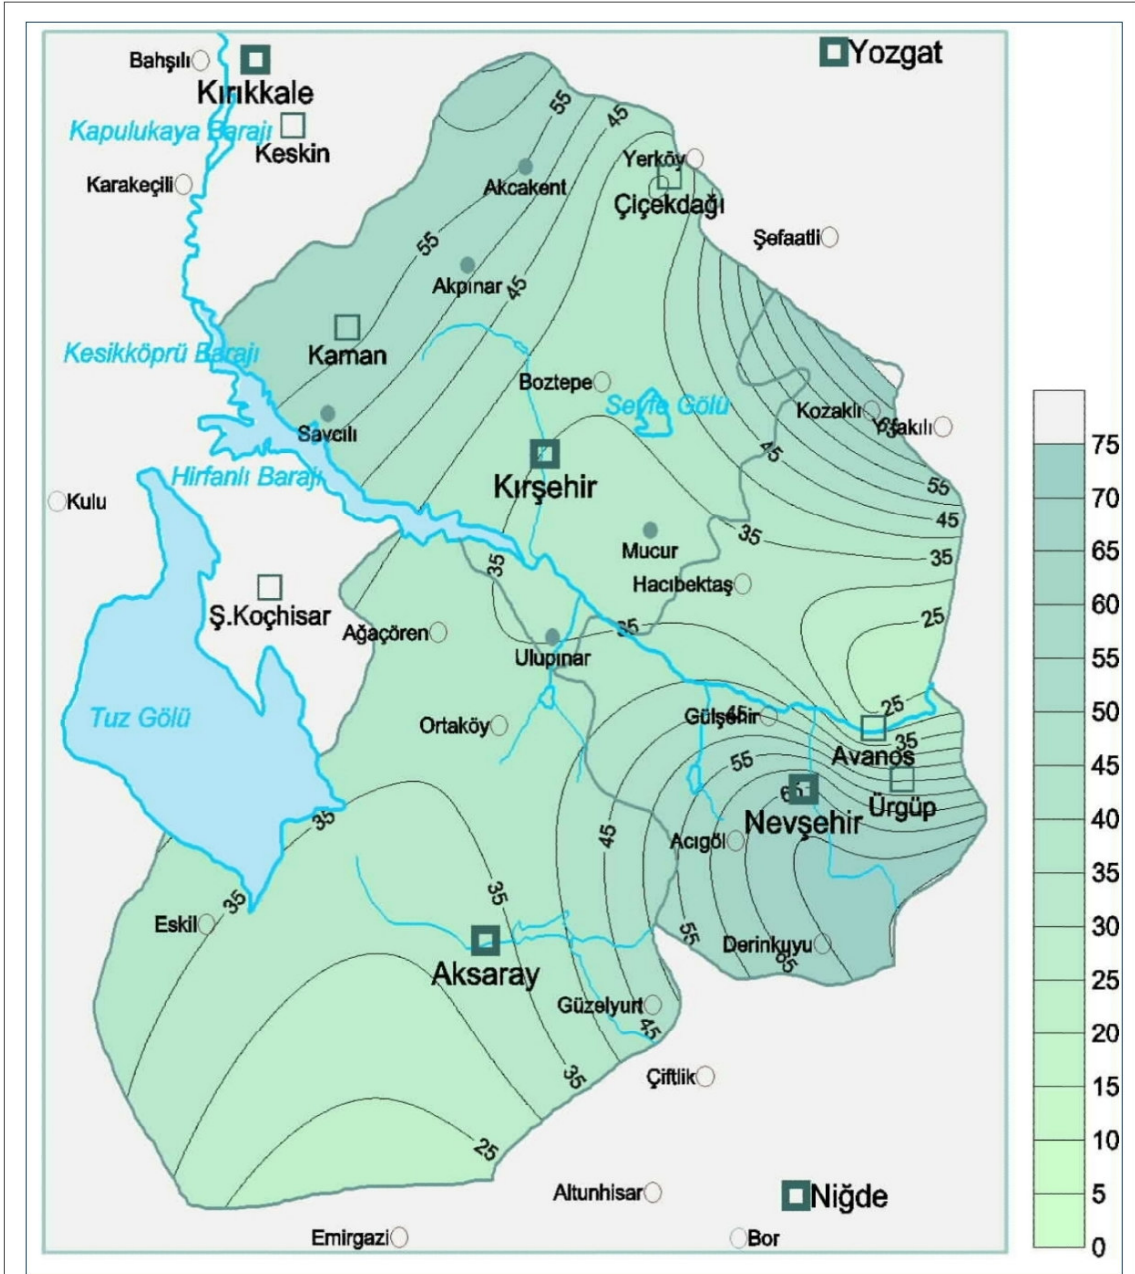 Bahşılı
Kırıkkale
Yozgat
Kapulukaya Barajı
Keskin
Karakeçili
55
45
Yerköy
Akcakent
Çiçekdağı
Şefaatli
55
Akpınar
45
Kesikköprü Barajı
Kaman
Boztepe
Seyfe Gölü
Kozaklı
65
Y.fakılı
Savcılı
45
75
Hirfanlı Barajı
Kırşehir
55
70
Kulu
45
35
Mucur
35
65
35
Hacıbektaş
Ş.Koçhisar
60
Ağaçören
35
25
Ulupınar
55
Tuz Gölü
Ortaköy
45
Gülşehir
25
50
35
Avanos
55
45
65
Ürgüp
35
Nevşehir
40
45
Acıgöl
35
35
35
Eskil
55
Derinkuyu
30
65
Aksaray
25
Güzelyurt
45
20
35
Çiftlik
15
25
10
Altunhisar
Niğde
5
Emirgazi
Bor
0